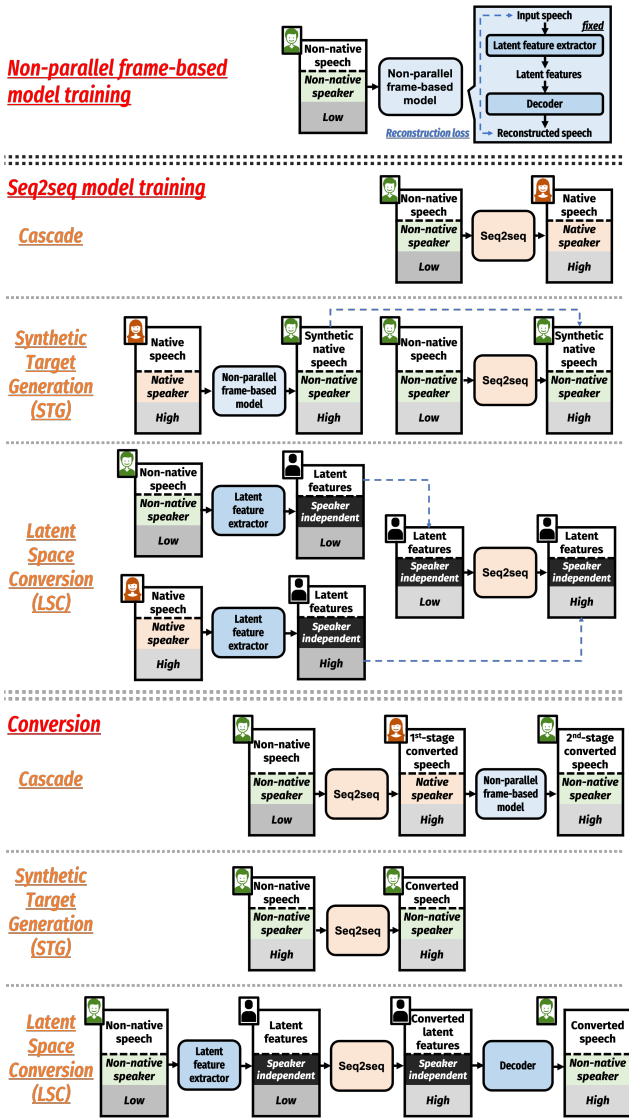 Non-parallel frame-based
model training
Non-native
speech
Non-native
speaker
Low
Non-parallel
frame-based
model
Reconstruction loss
Input speech
fixed
Latent feature extractor
Latent features
Decoder
Reconstructed speech
Seq2seq model training
Cascade
Non-native
speech
Non-native
speaker
Low
Seq2seq
Native
speech
Native
speaker
High
Synthetic
Target
Generation
(STG)
Native
speech
Native
speaker
High
Non-parallel
frame-based
model
Synthetic
native
speech
Non-native
speaker
High
Non-native
speech
Non-native
speaker
Low
Seq2seq
Synthetic
native
speech
Non-native
speaker
High
Latent
Space
Conversion
(LSC)
Non-native
speech
Non-native
speaker
Low
Latent
feature
extractor
Latent
features
Speaker
independent
Low
Native
speech
Native
speaker
High
Latent
feature
extractor
Latent
features
Speaker
independent
High
Latent
features
Speaker
independent
Low
Seq2seq
Latent
features
Speaker
independent
High
Conversion
Cascade
Non-native
speech
Non-native
speaker
Low
Seq2seq
1st-stage
converted
speech
Native
speaker
High
Non-parallel
frame-based
model
2nd-stage
converted
speech
Non-native
speaker
High
Synthetic
Target
Generation
(STG)
Non-native
speech
Non-native
speaker
High
Seq2seq
Converted
speech
Non-native
speaker
High
Latent
Space
Conversion
(LSC)
Non-native
speech
Non-native
speaker
Low
Latent
feature
extractor
Latent
features
Speaker
independent
Low
Seq2seq
Converted
latent
features
Speaker
independent
High
Decoder
Converted
speech
Non-native
speaker
High